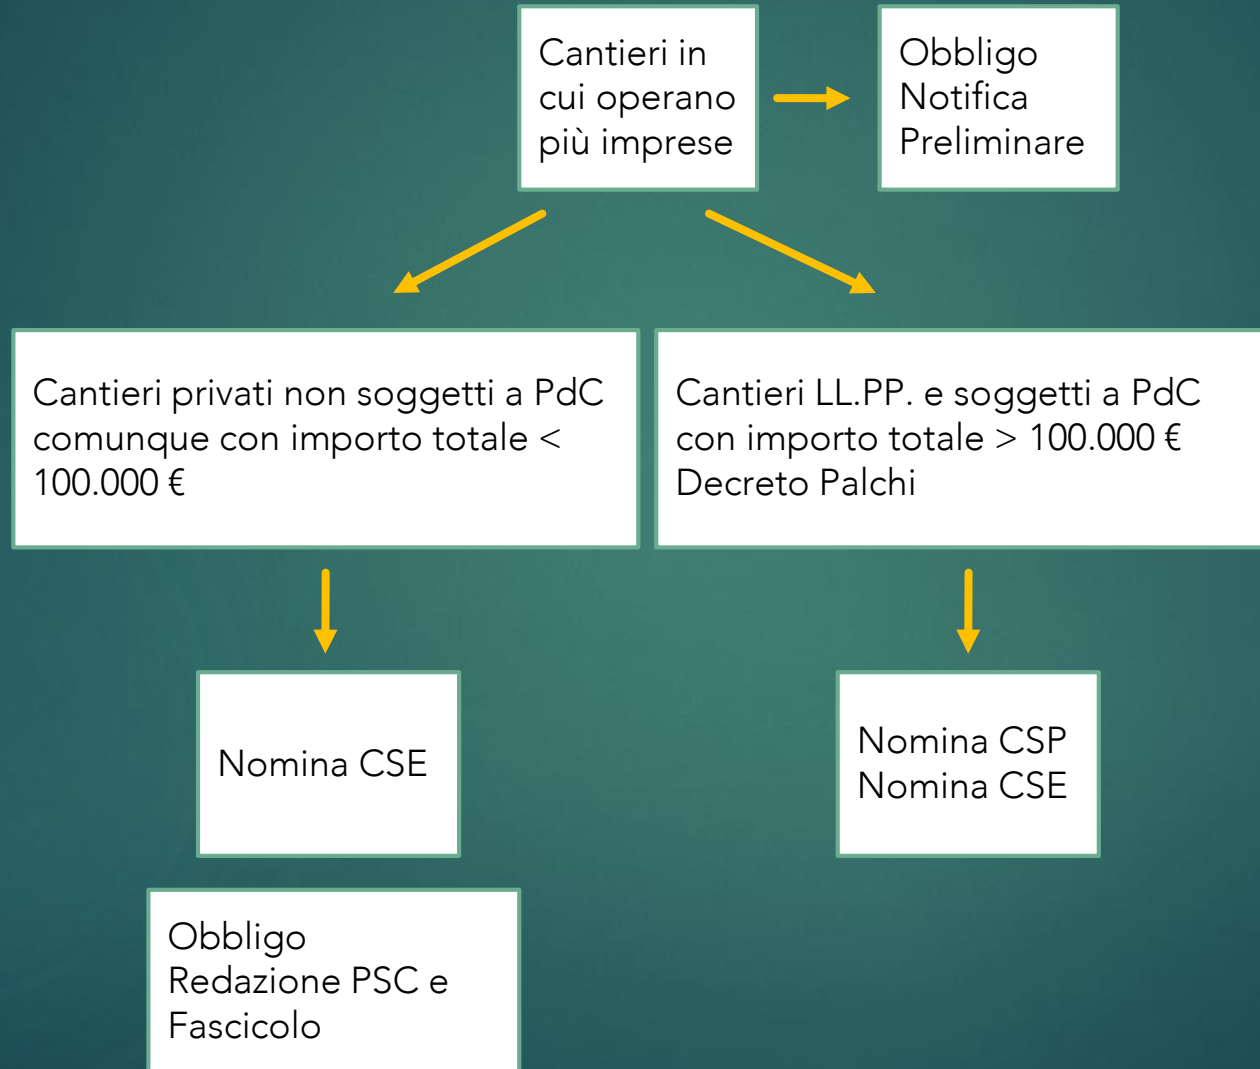 Cantieri in
cui operano
più imprese
Obbligo
Notifica
Preliminare
Cantieri privati non soggetti a PdC
comunque con importo totale <
100.000 €
Cantieri LL.PP. e soggetti a PdC
con importo totale > 100.000 €
Decreto Palchi
Nomina CSE
Nomina CSP
Nomina CSE
Obbligo
Redazione PSC e
Fascicolo